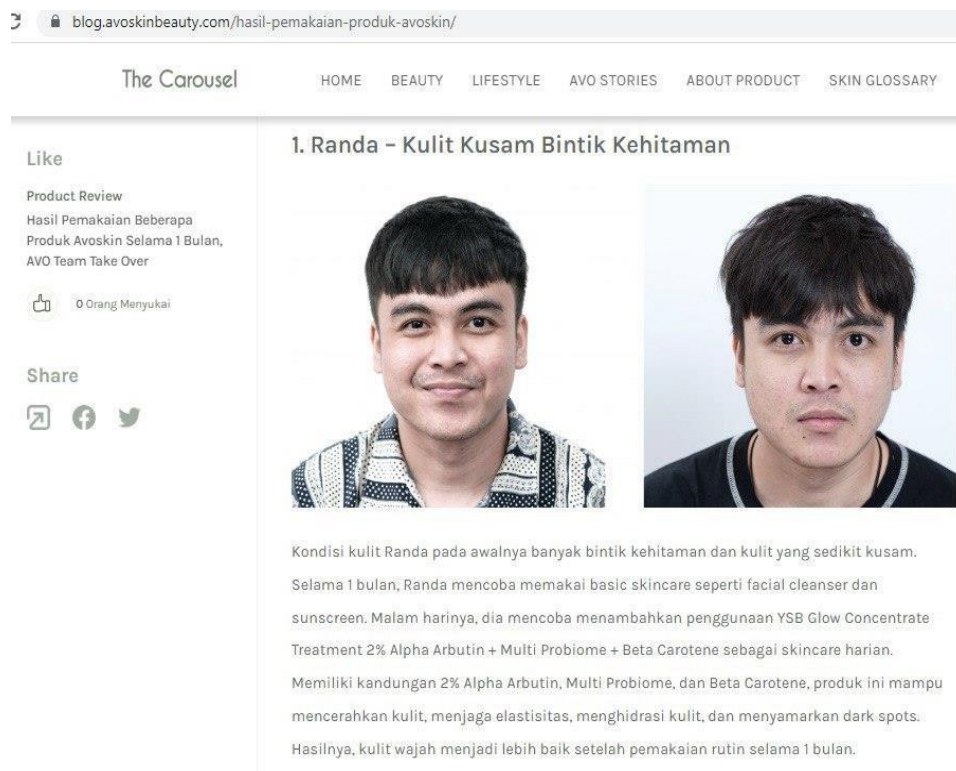 blog.avoskinbeauty.com/hasil-pemakaian-produk-avoskin/
The Carousel HOME BEAUTY LIFESTYLE AVO STORIES ABOUT PRODUCT SKIN GLOSSARY
Like
Product Review
Hasil Pemakaian Beberapa
Produk Avoskin Selama 1 Bulan,
AVO Team Take Over
0 Orang Menyukai
Share
1. Randa – Kulit Kusam Bintik Kehitaman
Kondisi kulit Randa pada awalnya banyak bintik kehitaman dan kulit yang sedikit kusam.
Selama 1 bulan, Randa mencoba memakai basic skincare seperti facial cleanser dan
sunscreen. Malam harinya, dia mencoba menambahkan penggunaan YSB Glow Concentrate
Treatment 2% Alpha Arbutin + Multi Probiome + Beta Carotene sebagai skincare harian.
Memiliki kandungan 2% Alpha Arbutin, Multi Probiome, dan Beta Carotene, produk ini mampu
mencerahkan kulit, menjaga elastisitas, menghidrasi kulit, dan menyamarkan dark spots.
Hasilnya, kulit wajah menjadi lebih baik setelah pemakaian rutin selama 1 bulan.